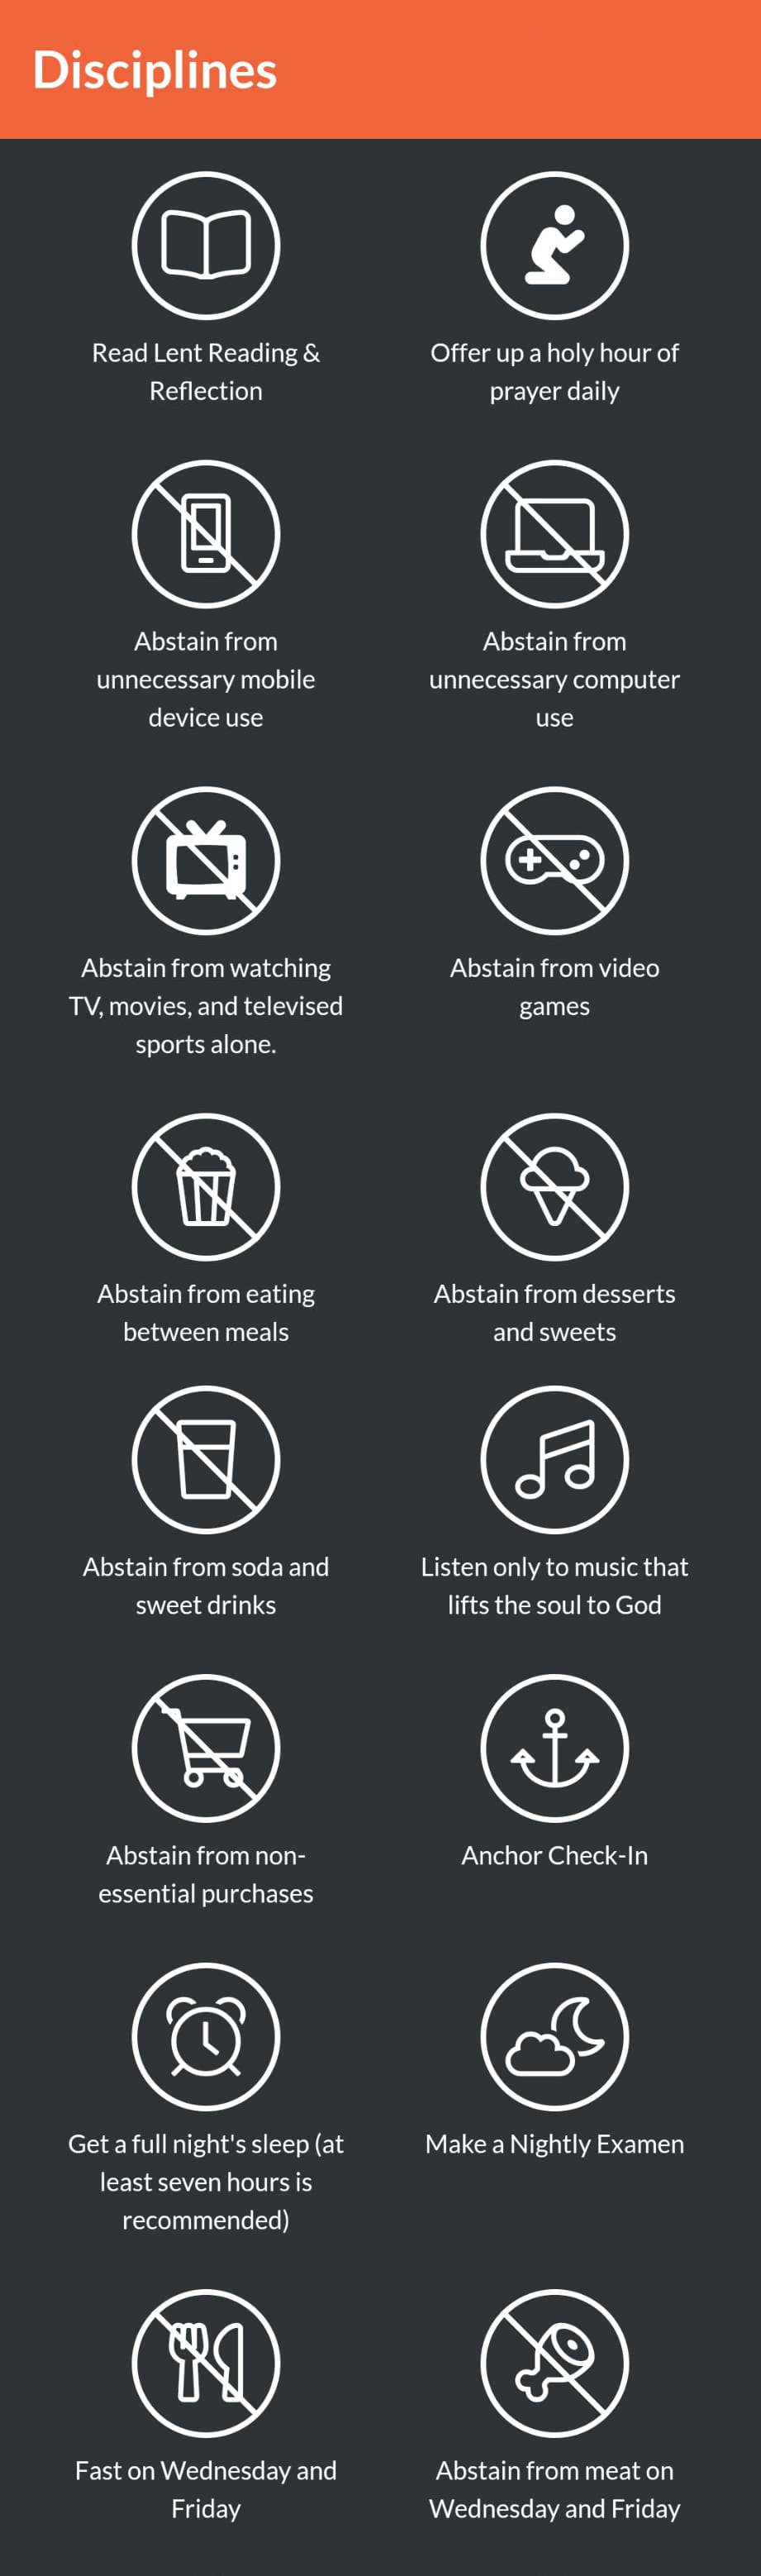 Disciplines
Read Lent Reading &
Reflection
Offer up a holy hour of
prayer daily
Abstain from
unnecessary mobile
device use
Abstain from
unnecessary computer
use
Abstain from watching
TV, movies, and televised
sports alone.
Abstain from video
games
Abstain from eating
between meals
Abstain from desserts
and sweets
Abstain from soda and
sweet drinks
Listen only to music that
lifts the soul to God
Abstain from non-
essential purchases
Anchor Check-In
Get a full night's sleep (at
least seven hours is
recommended)
Make a Nightly Examen
Fast on Wednesday and
Friday
Abstain from meat on
Wednesday and Friday